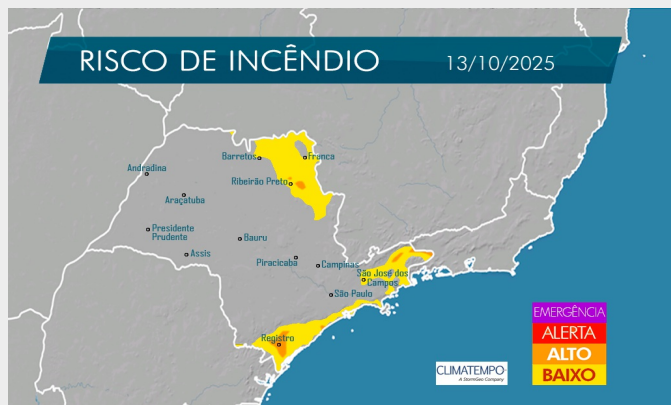 RISCO DE INCÊNDIO 13/10/2025
Barretos Franca
Andradina
Ribeirão Preto
Araçatuba
Presidente
Prudente
Bauru
Assis
Piracicaba Campinas
São José dos
Campos
São Paulo
Registro
EMERGÊNCIA
ALERTA
ALTO
BAIXO
CLIMATEMPO
A StormGeo Company